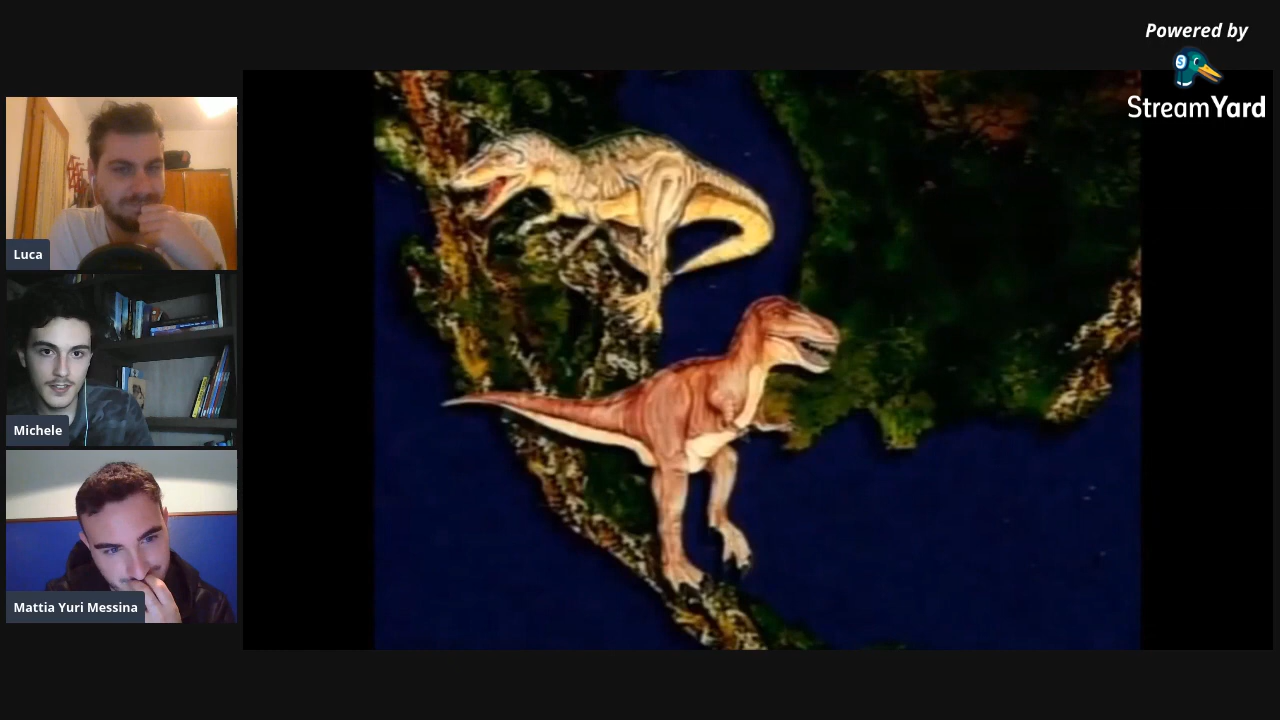 Powered by
StreamYard
Luca
Michele
Mattia Yuri Messina